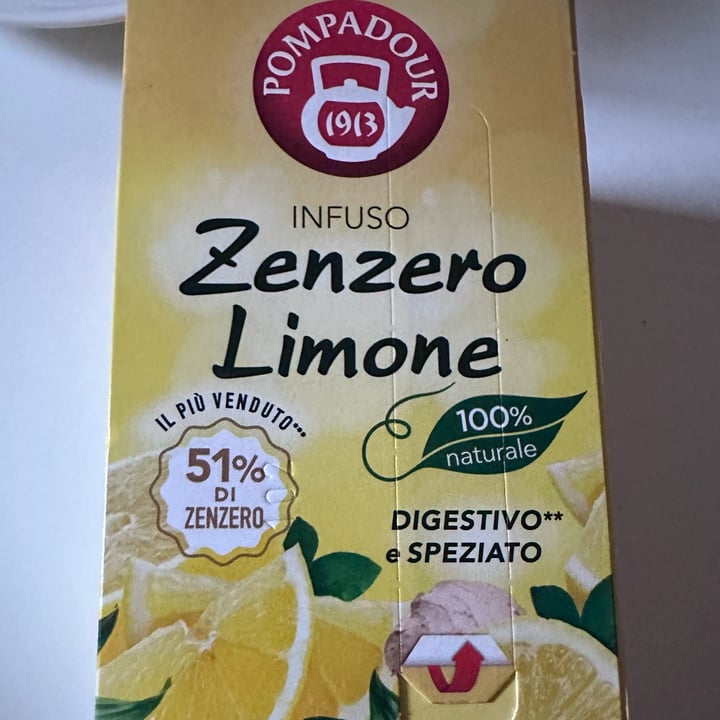 POMPADOUR
1913
INFUSO
Zenzero
Limone
IL PIÙ VENDUTO•••
51%
DI
ZENZERO
100%
naturale
DIGESTIVO**
e SPEZIATO